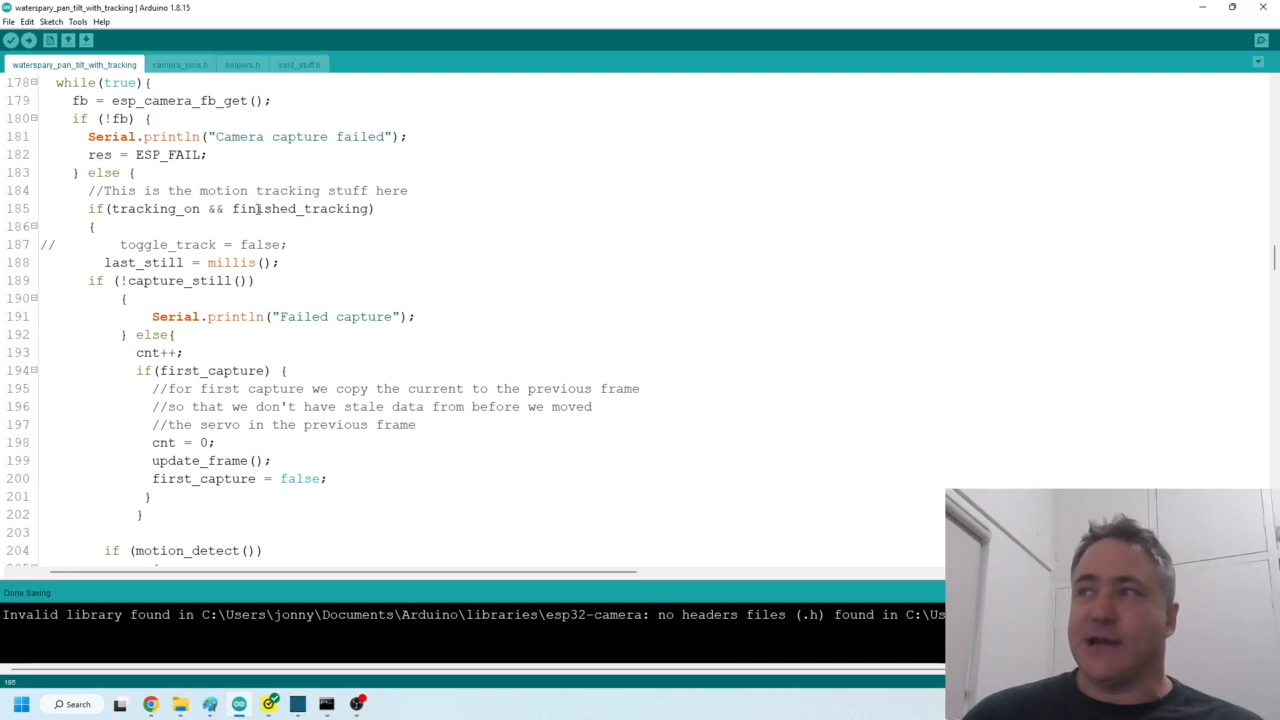 waterspary_pan_tilt_with_tracking | Arduino 1.8.15
File Edit Sketch Tools Help
waterspary_pan_tilt_with_tracking camera_pins.h helpers.h ssid_stuff.h
178 while(true){
179 fb = esp_camera_fb_get();
180 if (!fb) {
181 Serial.println("Camera capture failed");
182 res = ESP_FAIL;
183 } else {
184 //This is the motion tracking stuff here
185 if(tracking_on && finished_tracking)
186 {
187 // toggle_track = false;
188 last_still = millis();
189 if (!capture_still())
190 {
191 Serial.println("Failed capture");
192 } else{
193 cnt++;
194 if(first_capture) {
195 //for first capture we copy the current to the previous frame
196 //so that we don't have stale data from before we moved
197 //the servo in the previous frame
198 cnt = 0;
199 update_frame();
200 first_capture = false;
201 }
202 }
203
204 if (motion_detect())
Done Saving.
Invalid library found in C:\Users\jonny\Documents\Arduino\libraries\esp32-camera: no headers files (.h) found in C:\Us
185
Search